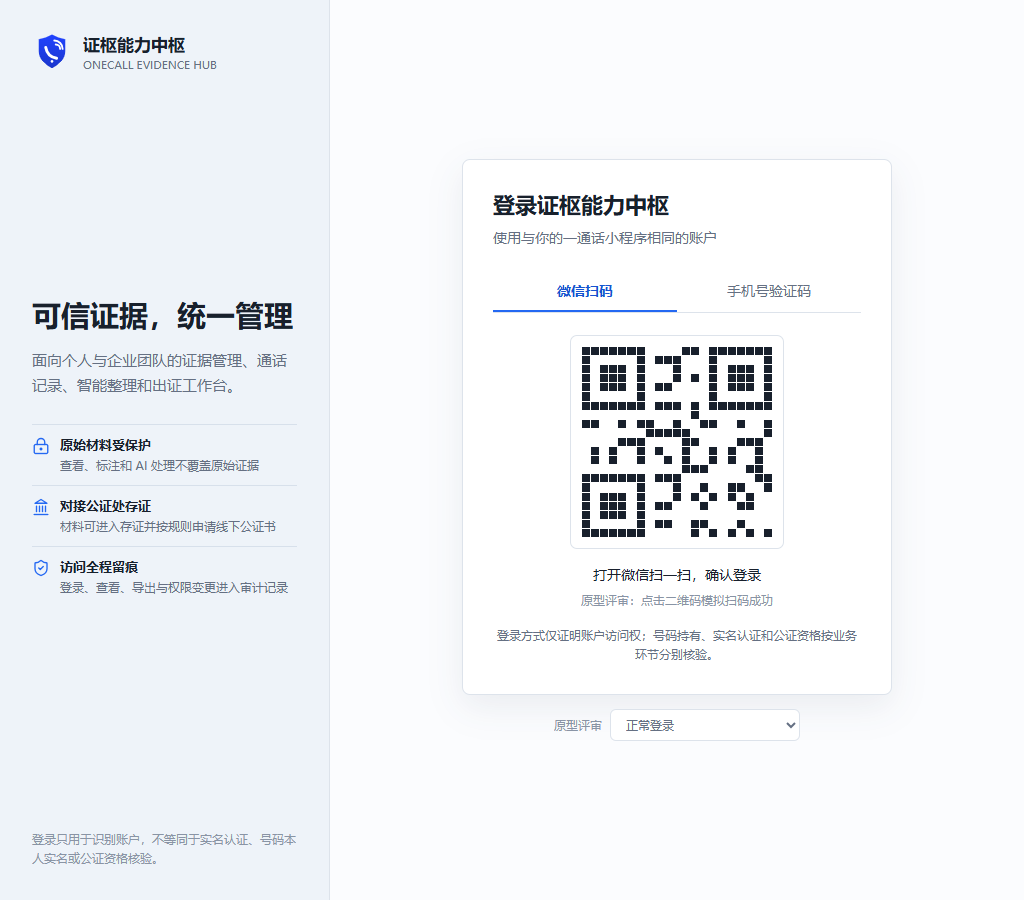 证枢能力中枢
ONECALL EVIDENCE HUB
可信证据，统一管理
面向个人与企业团队的证据管理、通话
记录、智能整理和出证工作台。
原始材料受保护
查看、标注和 AI 处理不覆盖原始证据
对接公证处存证
材料可进入存证并按规则申请线下公证书
访问全程留痕
登录、查看、导出与权限变更进入审计记录
登录只用于识别账户，不等同于实名认证、号码本
人实名或公证资格核验。
登录证枢能力中枢
使用与你的一通话小程序相同的账户
微信扫码
手机号验证码
打开微信扫一扫，确认登录
原型评审：点击二维码模拟扫码成功
登录方式仅证明账户访问权；号码持有、实名认证和公证资格按业务
环节分别核验。
原型评审
正常登录